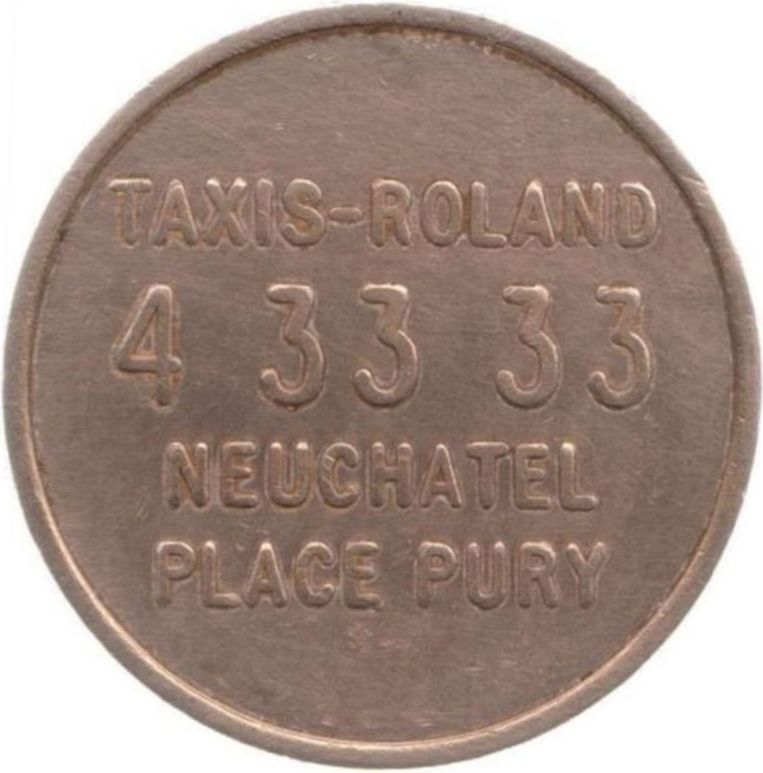 TAXIS-ROLAND
4 33 33
NEUCHATEL
PLACE PURY